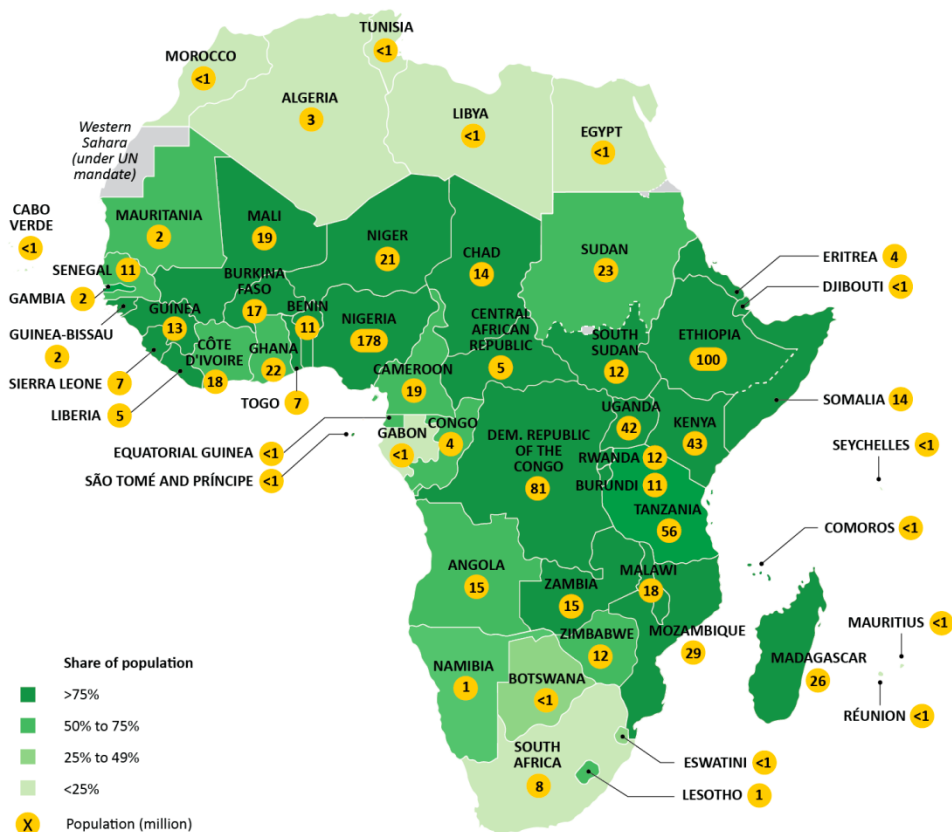 TUNISIA
<1
MOROCCO
<1
ALGERIA
3
LIBYA
<1
EGYPT
<1
Western
Sahara
(under UN
mandate)
CABO
VERDE
<1
MAURITANIA
2
MALI
19
NIGER
21
CHAD
14
SUDAN
23
ERITREA 4
DJIBOUTI <1
SENEGAL 11
GAMBIA 2
BURKINA
FASO
17
BENIN
11
NIGERIA
178
GUINEA
13
GUINEA-BISSAU
2
CÔTE
D'IVOIRE
18
GHANA
22
SIERRA LEONE 7
LIBERIA 5
TOGO 7
CENTRAL
AFRICAN
REPUBLIC
5
SOUTH
SUDAN
12
ETHIOPIA
100
CAMEROON
19
SOMALIA 14
EQUATORIAL GUINEA <1
SÃO TOMÉ AND PRÍNCIPE <1
GABON
<1
CONGO
4
DEM. REPUBLIC
OF THE
CONGO
81
UGANDA
42
KENYA
43
RWANDA 12
BURUNDI 11
TANZANIA
56
SEYCHELLES <1
COMOROS <1
ANGOLA
15
ZAMBIA
15
MALAWI
18
MOZAMBIQUE
29
ZIMBABWE
12
MAURITIUS <1
MADAGASCAR
26
RÉUNION <1
NAMIBIA
1
BOTSWANA
<1
SOUTH
AFRICA
8
ESWATINI <1
LESOTHO 1
Share of population
>75%
50% to 75%
25% to 49%
<25%
X Population (million)